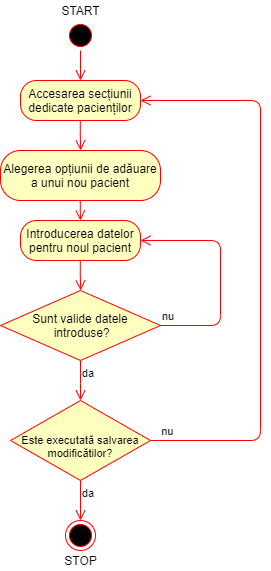 START
Accesarea secțiunii
dedicate pacienților
Alegerea opțiunii de adăuare
a unui nou pacient
Introducerea datelor
pentru noul pacient
Sunt valide datele
introduse?
nu
da
Este executată salvarea
modificătilor?
nu
da
STOP